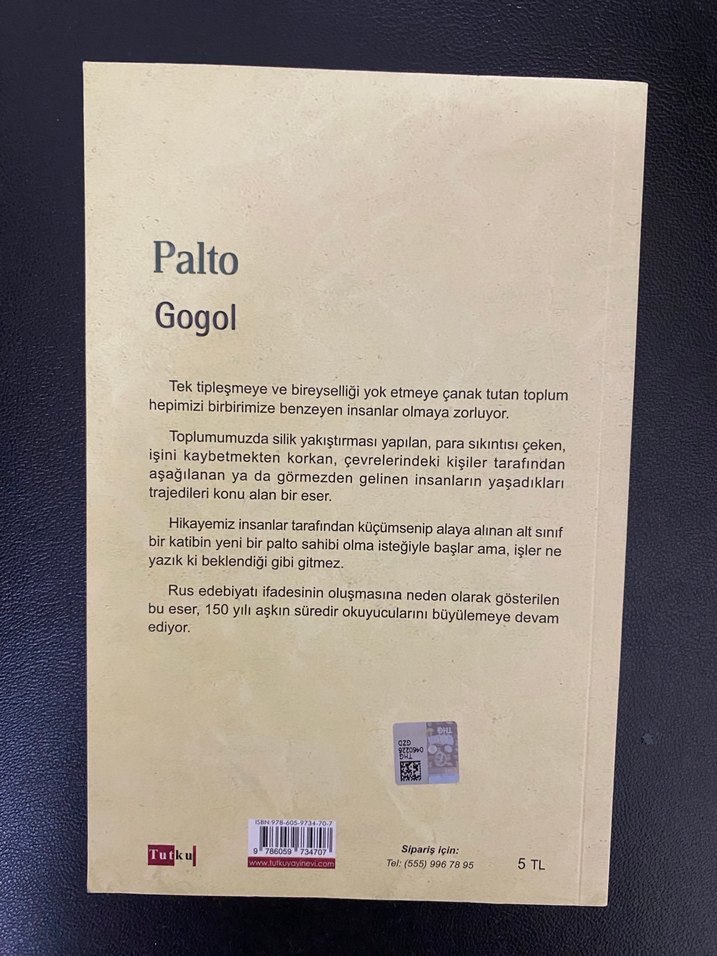 Palto
Gogol
Tek tipleşmeye ve bireyselliği yok etmeye çanak tutan toplum
hepimizi birbirimize benzeyen insanlar olmaya zorluyor.
Toplumumuzda silik yakıştırması yapılan, para sıkıntısı çeken,
işini kaybetmekten korkan, çevrelerindeki kişiler tarafından
aşağılanan ya da görmezden gelinen insanların yaşadıkları
trajedileri konu alan bir eser.
Hikayemiz insanlar tarafından küçümsenip alaya alınan alt sınıf
bir katibin yeni bir palto sahibi olma isteğiyle başlar ama, işler ne
yazık ki beklendiği gibi gitmez.
Rus edebiyatı ifadesinin oluşmasına neden olarak gösterilen
bu eser, 150 yılı aşkın süredir okuyucularını büyülemeye devam
ediyor.
THG
THG
0460226
GZD
ISBN:978-605-9734-70-7
9 786059 734707
www.tutkuyayinevi.com
Tutku
Sipariş için:
Tel: (555) 996 78 95
5 TL